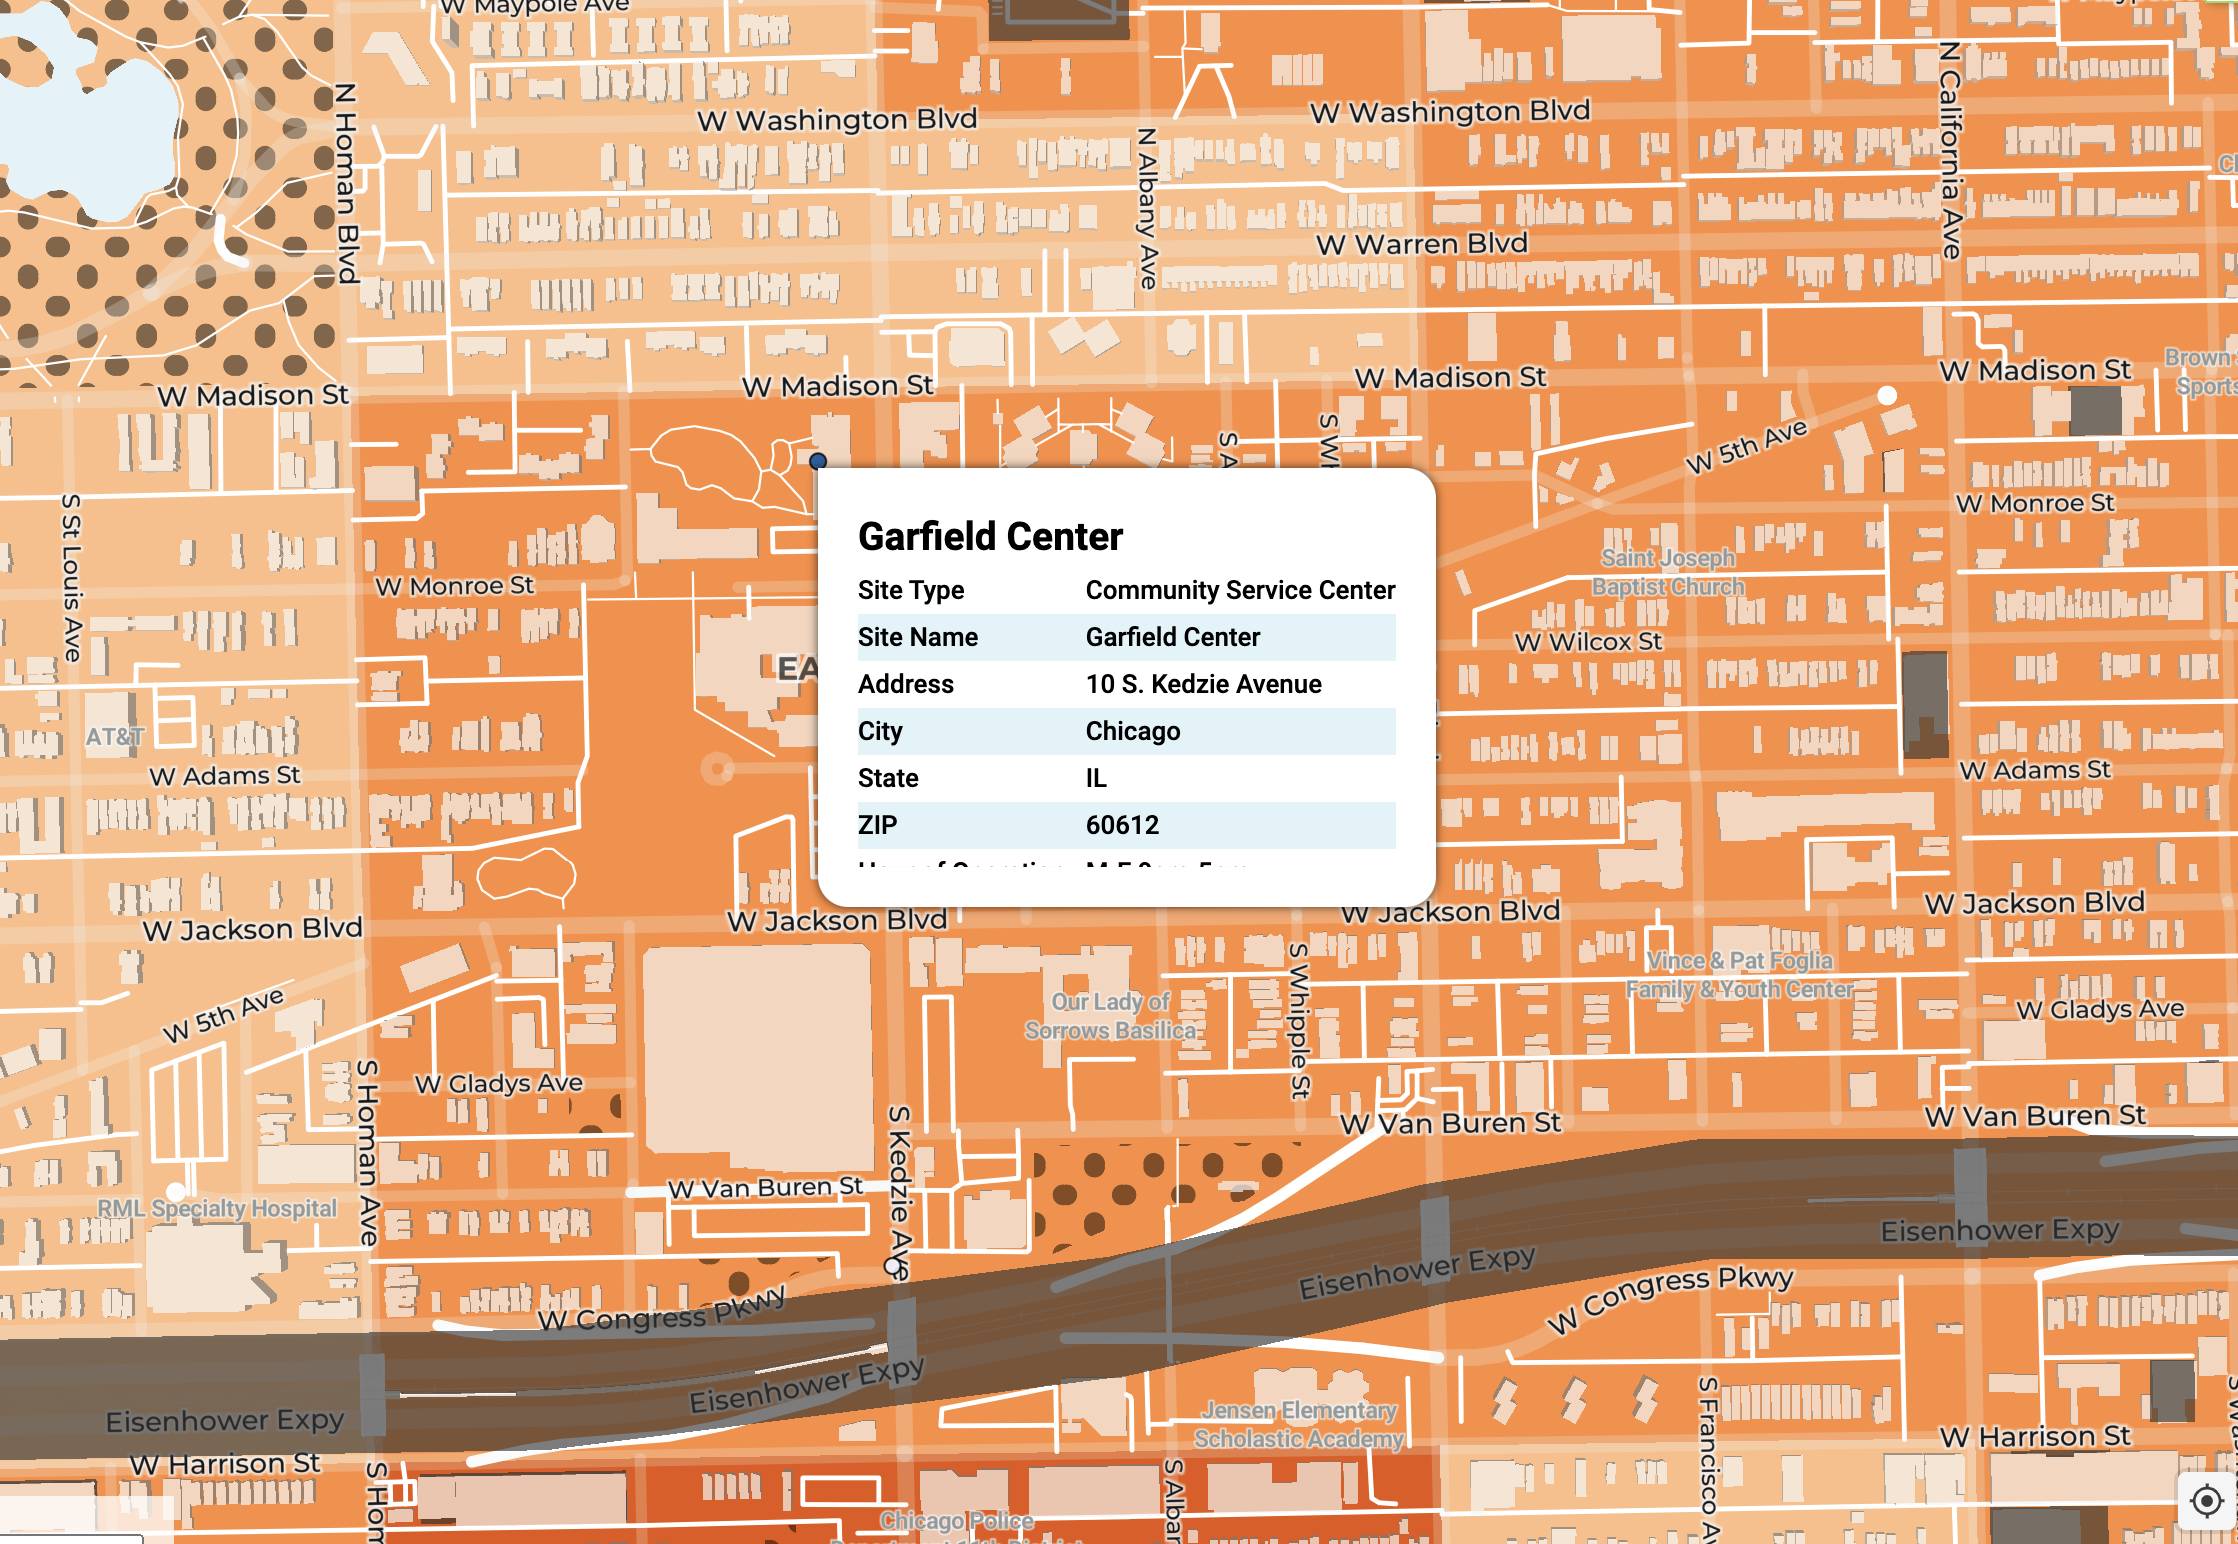 W Maypole Ave
N Homan Blvd
W Washington Blvd
W Washington Blvd
N Albany Ave
N California Ave
W Warren Blvd
W Madison St
W Madison St
W Madison St
W Madison St
Brown
Sports
S St Louis Ave
W 5th Ave
W Monroe St
W Monroe St
Saint Joseph
Baptist Church
W Wilcox St
Garfield Center
Site Type Community Service Center
Site Name Garfield Center
Address 10 S. Kedzie Avenue
City Chicago
State IL
ZIP 60612
EA
AT&T
W Adams St
W Adams St
W Jackson Blvd
W Jackson Blvd
W Jackson Blvd
W Jackson Blvd
W 5th Ave
Our Lady of
Sorrows Basilica
S Whipple St
Vince & Pat Foglia
Family & Youth Center
W Gladys Ave
W Gladys Ave
S Homan Ave
S Kedzie Ave
W Van Buren St
W Van Buren St
W Van Buren St
RML Specialty Hospital
Eisenhower Expy
Eisenhower Expy
W Congress Pkwy
W Congress Pkwy
Eisenhower Expy
Eisenhower Expy
Jensen Elementary
Scholastic Academy
S Francisco Av
W Harrison St
W Harrison St
S Hom
S Albar
Chicago Police